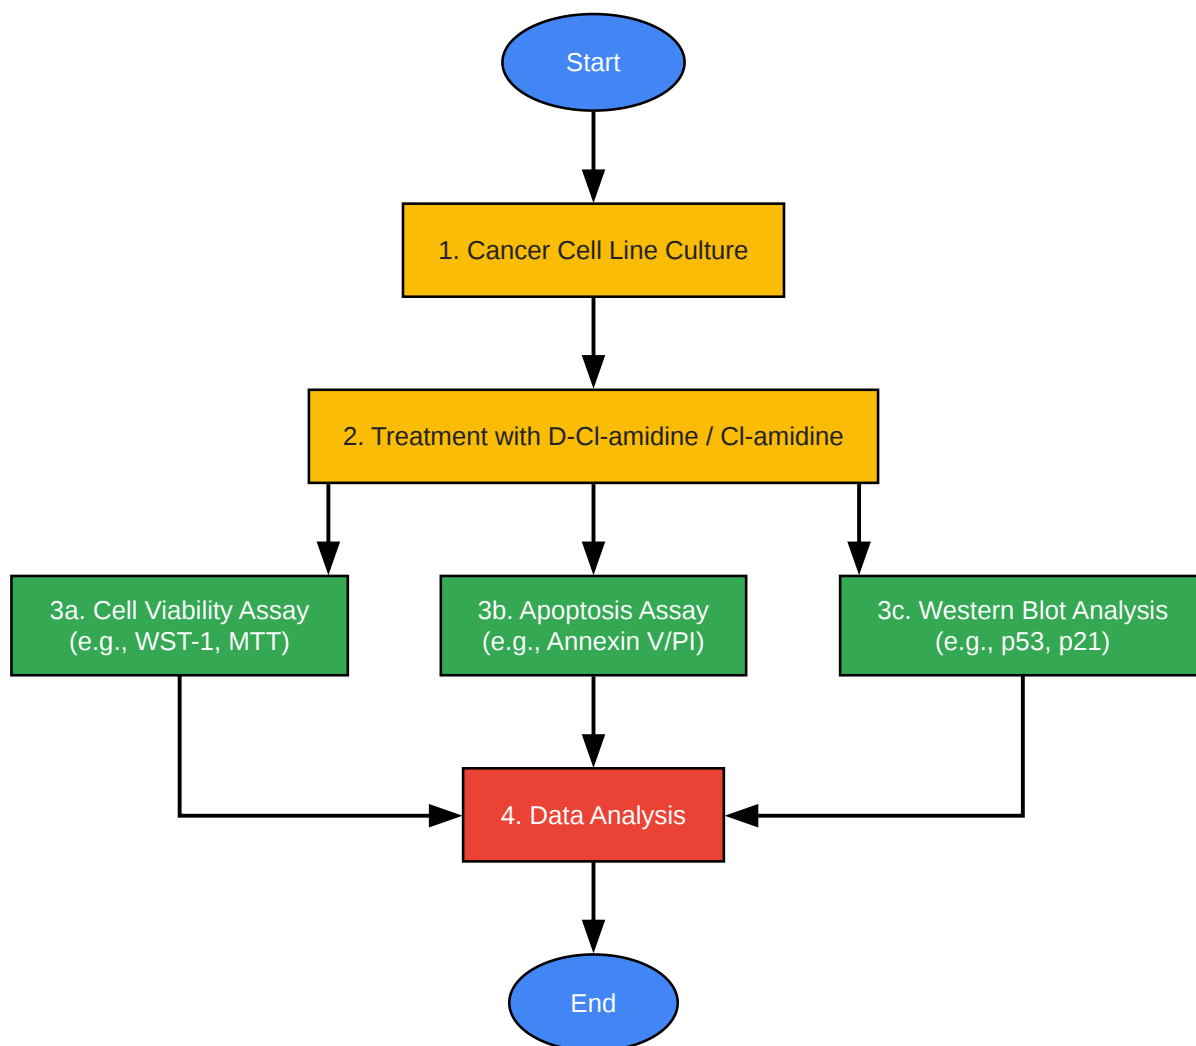 Start
1. Cancer Cell Line Culture
2. Treatment with D-Cl-amidine / Cl-amidine
3a. Cell Viability Assay
(e.g., WST-1, MTT)
3b. Apoptosis Assay
(e.g., Annexin V/PI)
3c. Western Blot Analysis
(e.g., p53, p21)
4. Data Analysis
End